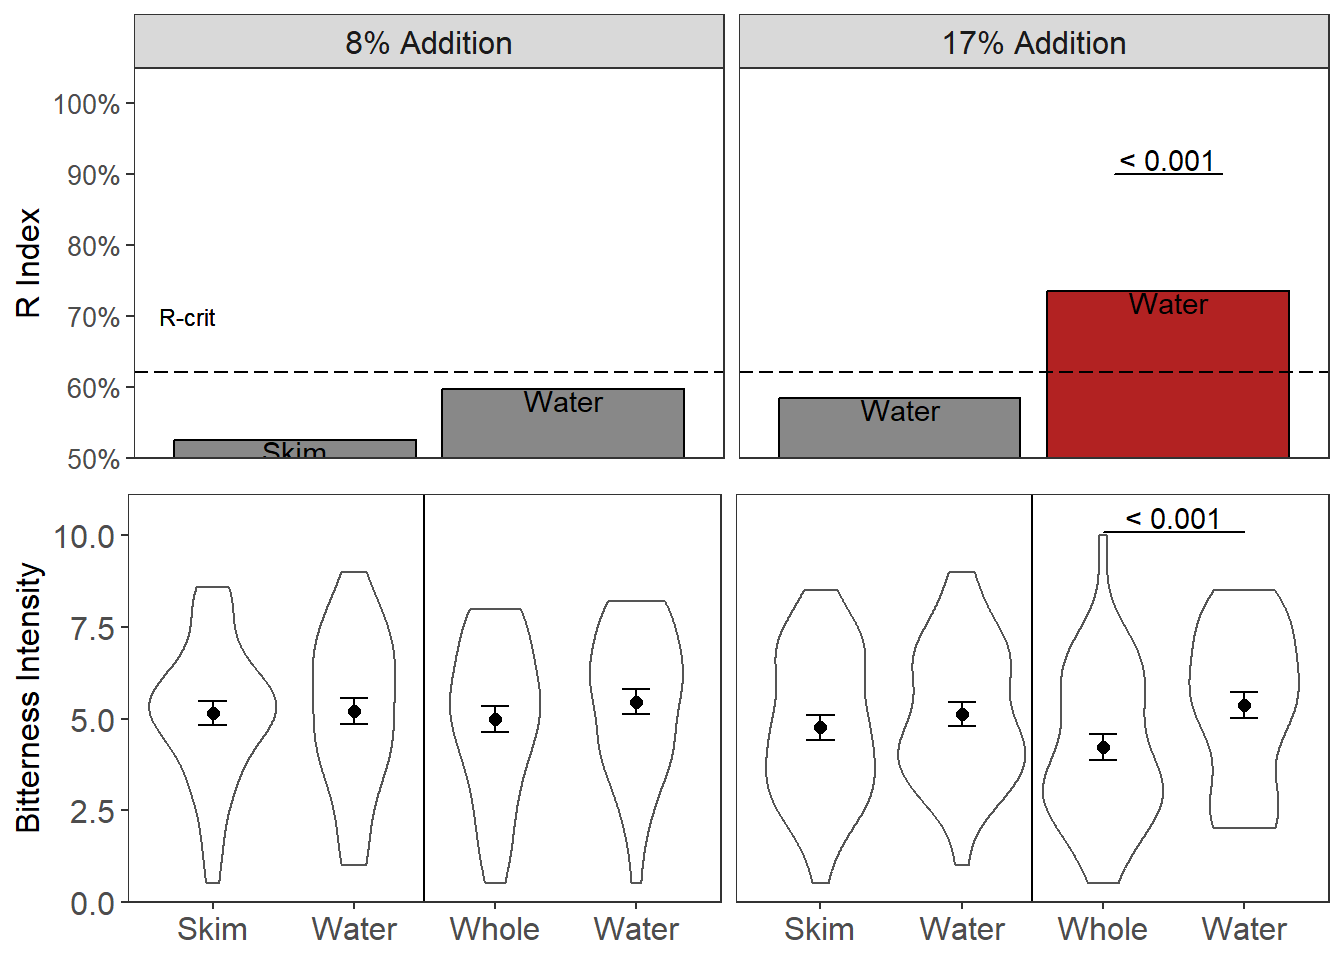 8% Addition
17% Addition
R Index
100%
90%
80%
70%
60%
50%
R-crit
Skim
Water
< 0.001
Water
Water
Bitterness Intensity
10.0
7.5
5.0
2.5
0.0
< 0.001
Skim Water Whole Water
Skim Water Whole Water